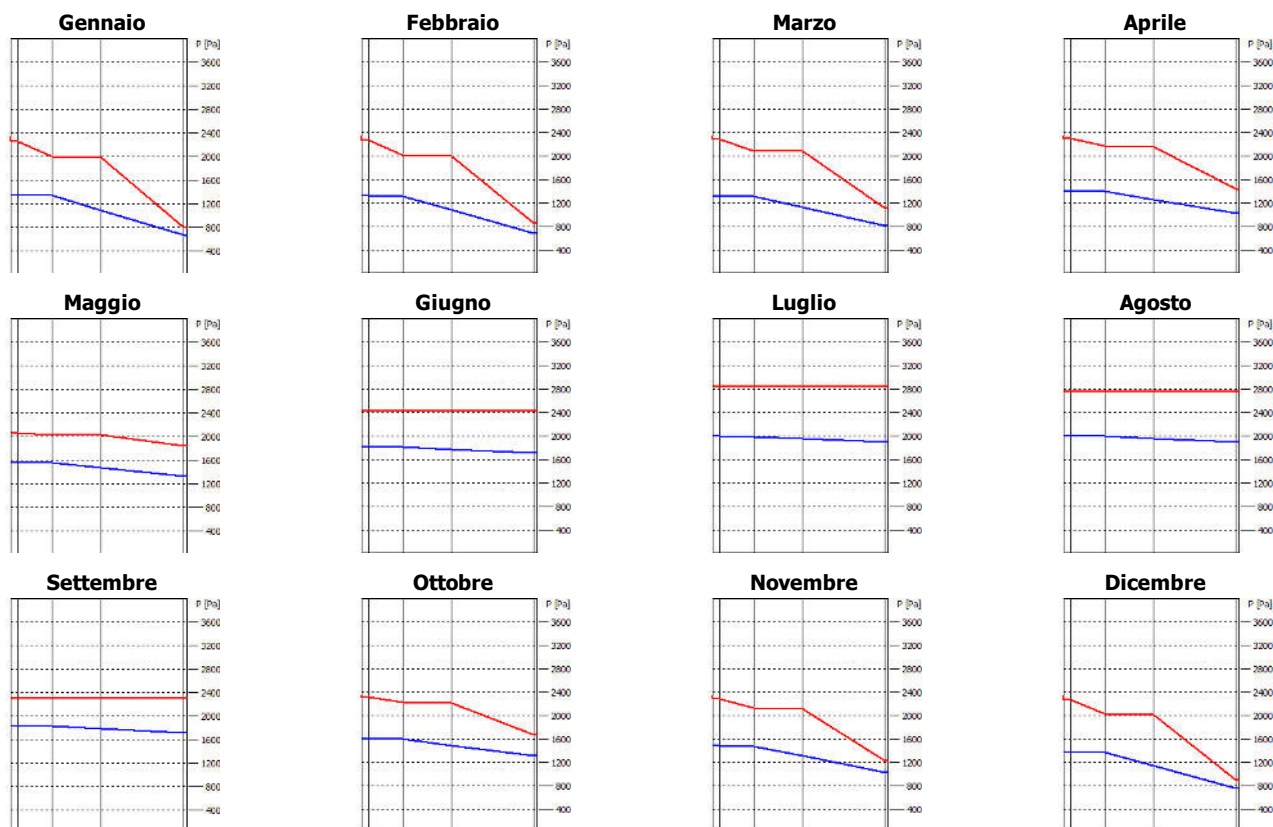 Gennaio Febbraio Marzo Aprile
P [Pa] P [Pa] P [Pa] P [Pa]
3600 3600 3600 3600
3200 3200 3200 3200
2800 2800 2800 2800
2400 2400 2400 2400
2000 2000 2000 2000
1600 1600 1600 1600
1200 1200 1200 1200
800 800 800 800
400 400 400 400
Maggio Giugno Luglio Agosto
P [Pa] P [Pa] P [Pa] P [Pa]
3600 3600 3600 3600
3200 3200 3200 3200
2800 2800 2800 2800
2400 2400 2400 2400
2000 2000 2000 2000
1600 1600 1600 1600
1200 1200 1200 1200
800 800 800 800
400 400 400 400
Settembre Ottobre Novembre Dicembre
P [Pa] P [Pa] P [Pa] P [Pa]
3600 3600 3600 3600
3200 3200 3200 3200
2800 2800 2800 2800
2400 2400 2400 2400
2000 2000 2000 2000
1600 1600 1600 1600
1200 1200 1200 1200
800 800 800 800
400 400 400 400